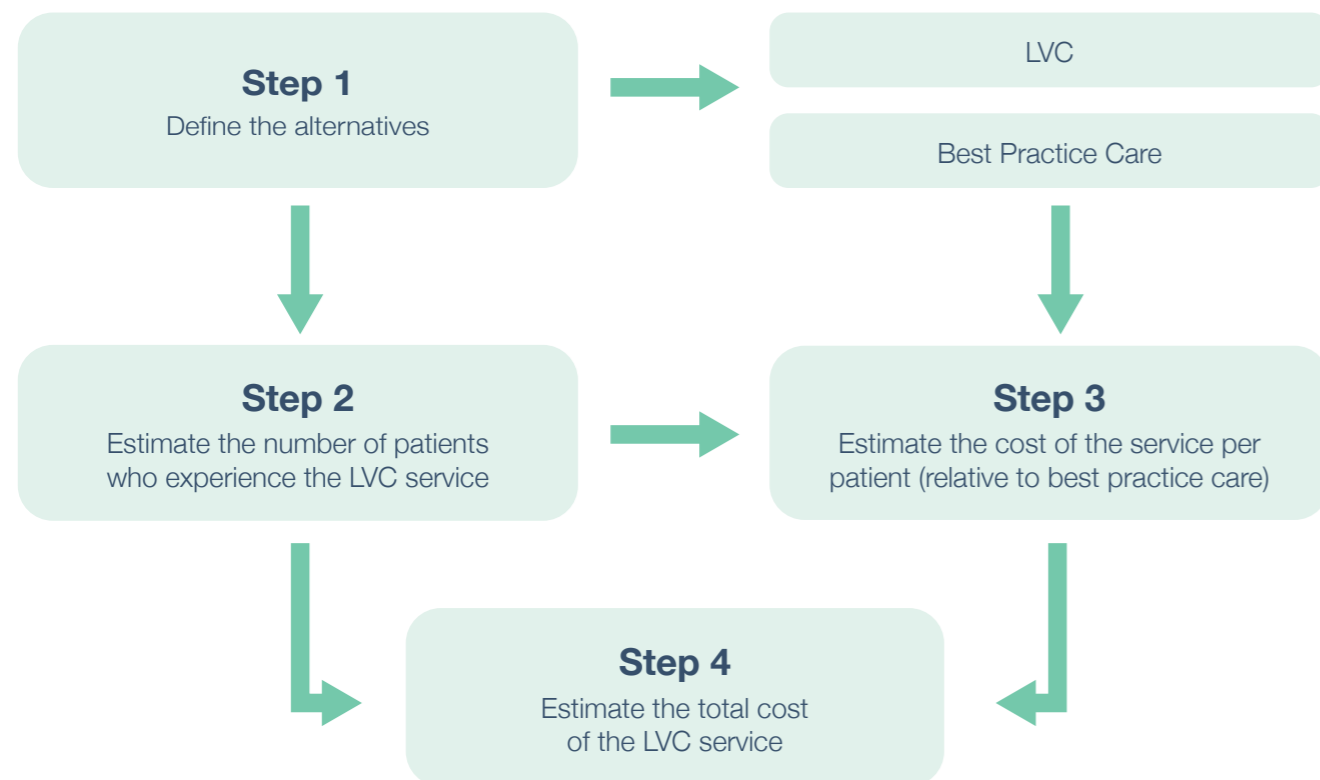 Step 1
Define the alternatives
LVC
Best Practice Care
Step 2
Estimate the number of patients
who experience the LVC service
Step 3
Estimate the cost of the service per
patient (relative to best practice care)
Step 4
Estimate the total cost
of the LVC service